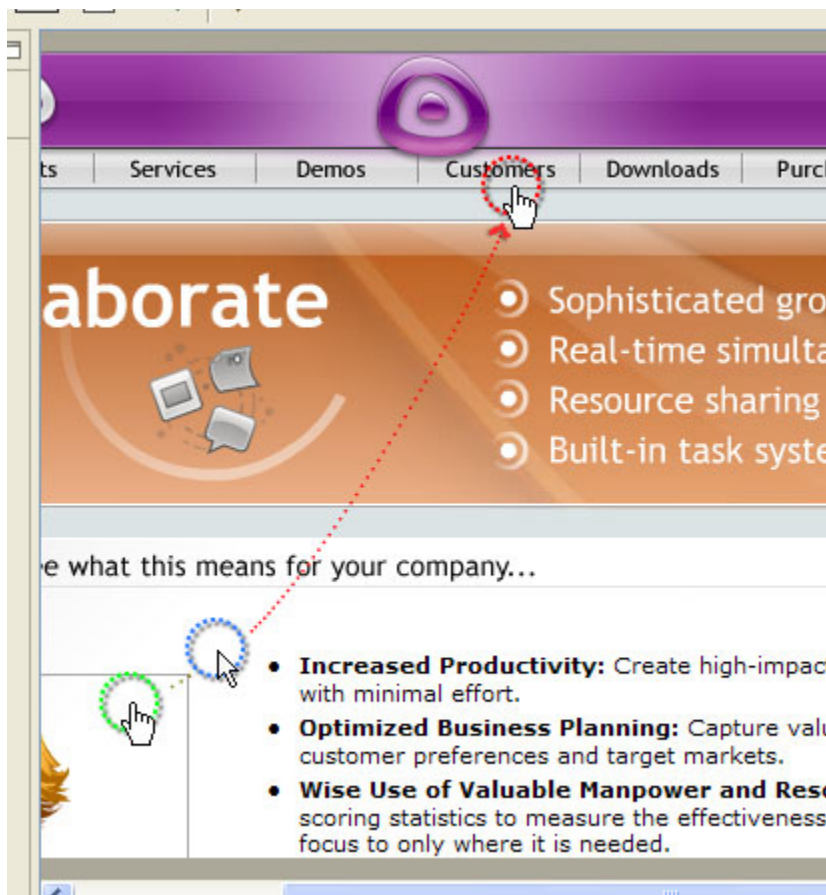 ts Services Demos Customers Downloads Purch
aborate
Sophisticated gro
Real-time simulta
Resource sharing
Built-in task syste
e what this means for your company...
• Increased Productivity: Create high-impact
with minimal effort.
• Optimized Business Planning: Capture valu
customer preferences and target markets.
• Wise Use of Valuable Manpower and Reso
scoring statistics to measure the effectiveness
focus to only where it is needed.